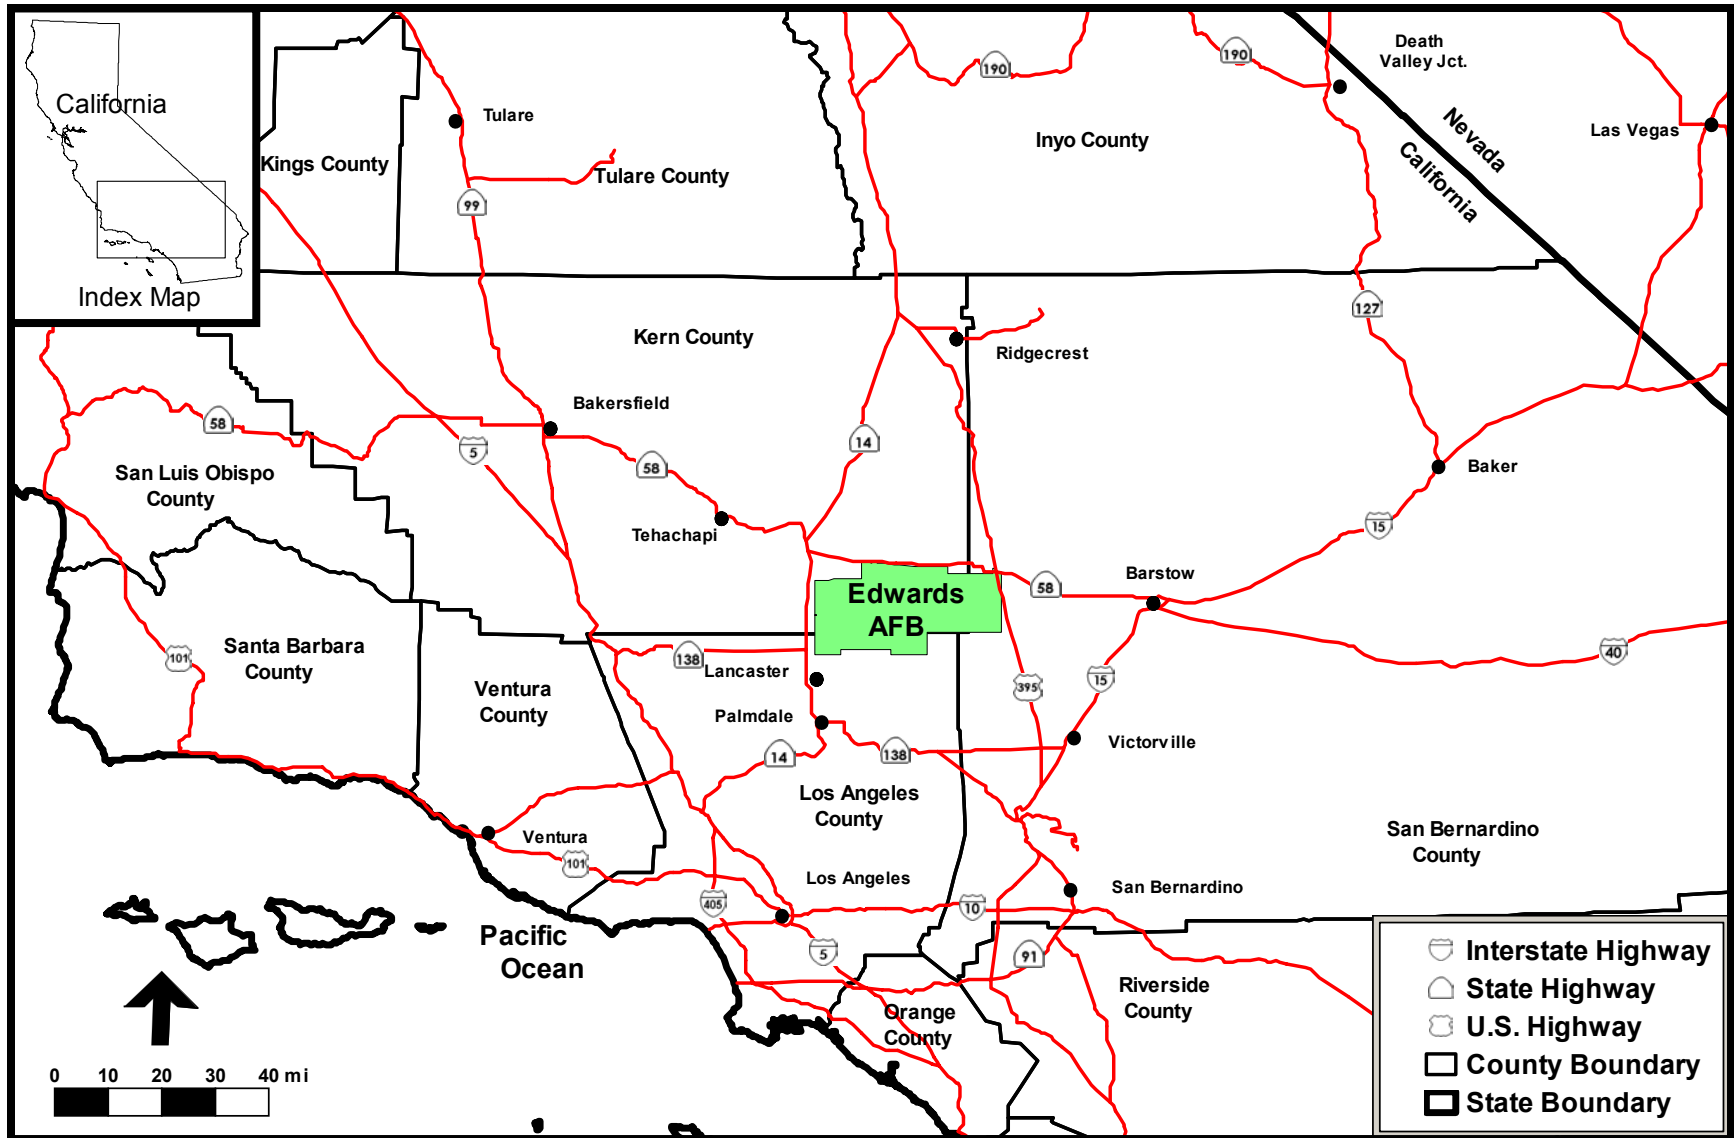 California
Index Map
Death
Valley Jct.
190
190
Tulare
Inyo County
Nevada
California
Las Vegas
Kings County
Tulare County
99
127
Kern County
Ridgecrest
Bakersfield
58
5
14
58
Baker
San Luis Obispo
County
15
Tehachapi
Barstow
Edwards
AFB
58
Santa Barbara
County
101
138
Lancaster
40
395
15
Ventura
County
Palmdale
14
138
Victorville
Los Angeles
County
Ventura
101
San Bernardino
County
Los Angeles
San Bernardino
405
10
Pacific
Ocean
5
91
Riverside
County
Orange
County
0 10 20 30 40 mi
Interstate Highway
State Highway
U.S. Highway
County Boundary
State Boundary